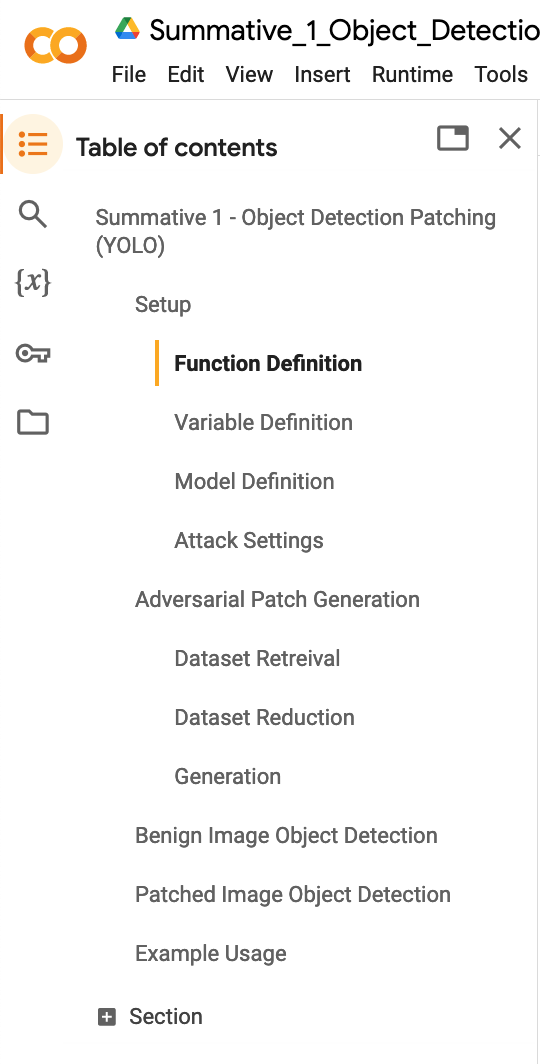 Summative_1_Object_Detectio
File Edit View Insert Runtime Tools
Table of contents
Summative 1 - Object Detection Patching
(YOLO)
{x}
Setup
Function Definition
Variable Definition
Model Definition
Attack Settings
Adversarial Patch Generation
Dataset Retreival
Dataset Reduction
Generation
Benign Image Object Detection
Patched Image Object Detection
Example Usage
Section